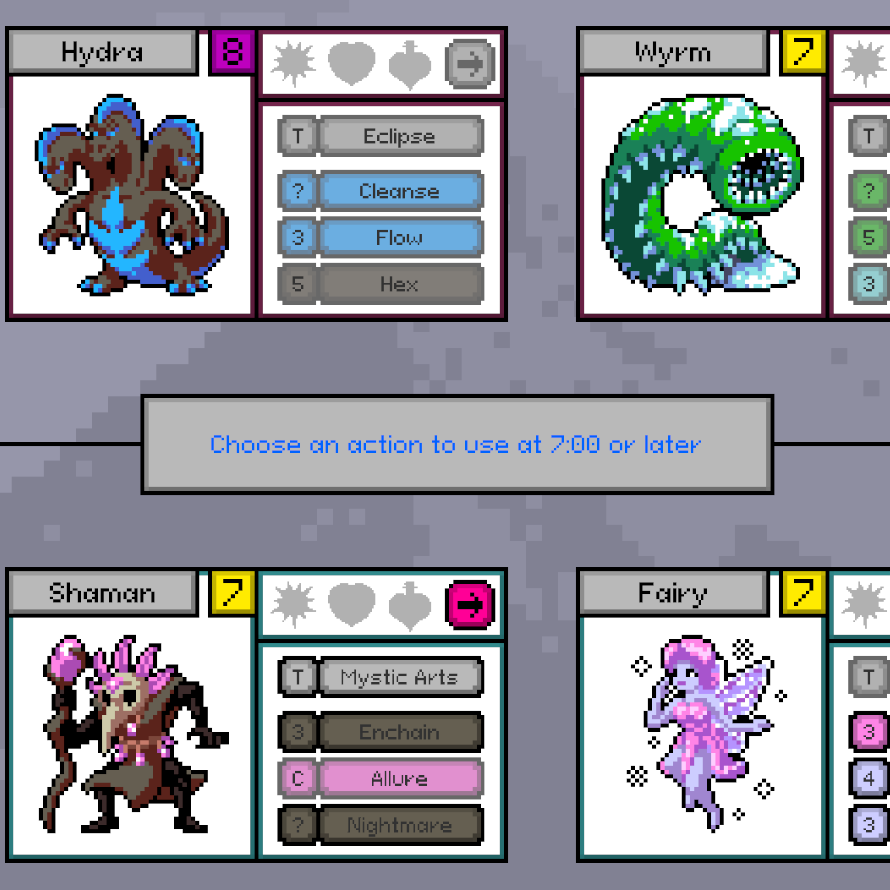 Hydra 8
T Eclipse
? Cleanse
3 Flow
5 Hex
Wyrm 7
T
?
5
3
Choose an action to use at 7:00 or later
Shaman 7
T Mystic Arts
3 Enchain
C Allure
? Nightmare
Fairy 7
T
3
4
3